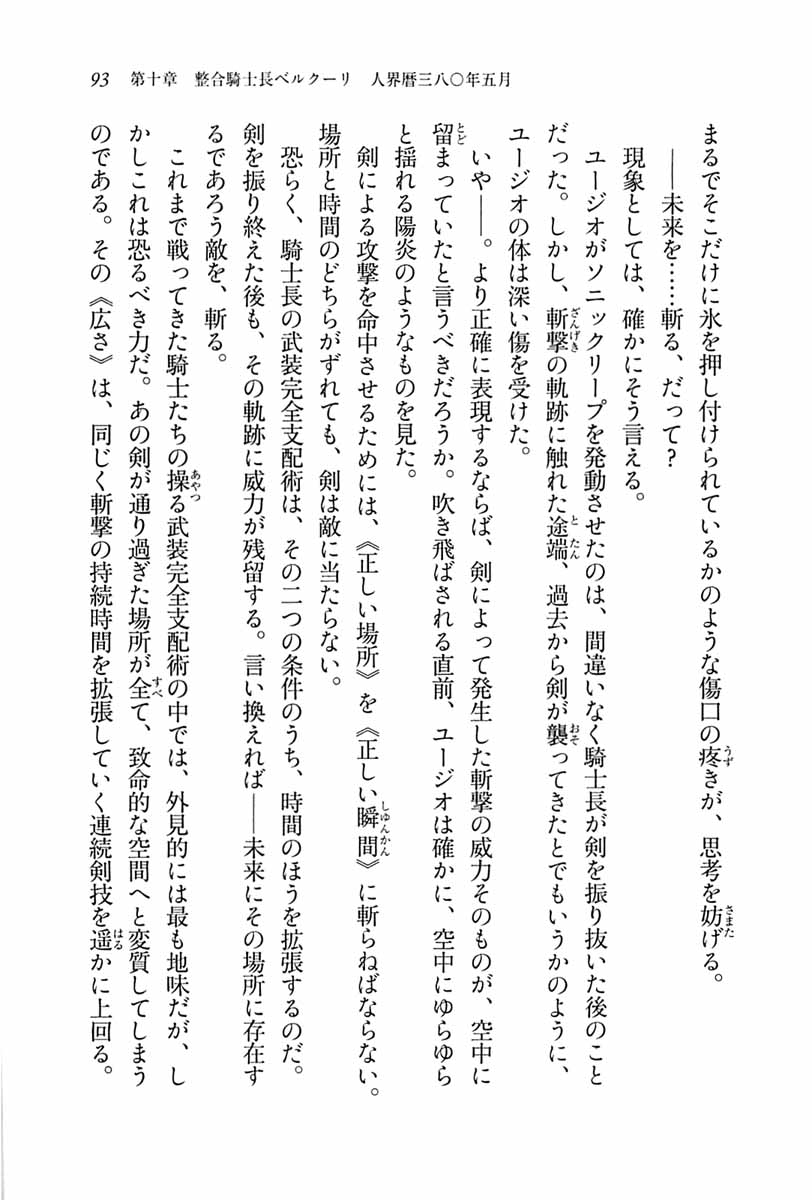 93　第十章　整合騎士長ベルクーリ　人界暦三八〇年五月
まるでそこだけに氷を押し付けられているかのような傷口の疼きが、思考を妨げる。
――未来を……斬る、だって？
現象としては、確かにそう言える。
ユージオがソニックリープを発動させたのは、間違いなく騎士長が剣を振り抜いた後のこと
だった。しかし、斬撃の軌跡に触れた途端、過去から剣が襲ってきたとでもいうかのように、
ユージオの体は深い傷を受けた。
いや――。より正確に表現するならば、剣によって発生した斬撃の威力そのものが、空中に
留まっていたと言うべきだろうか。吹き飛ばされる直前、ユージオは確かに、空中にゆらゆら
と揺れる陽炎のようなものを見た。
剣による攻撃を命中させるためには、《正しい場所》を《正しい瞬間》に斬らねばならない。
場所と時間のどちらがずれても、剣は敵に当たらない。
恐らく、騎士長の武装完全支配術は、その二つの条件のうち、時間のほうを拡張するのだ。
剣を振り終えた後も、その軌跡に威力が残留する。言い換えれば――未来にその場所に存在す
るであろう敵を、斬る。
これまで戦ってきた騎士たちの操る武装完全支配術の中では、外見的には最も地味だが、し
かしこれは恐るべき力だ。あの剣が通り過ぎた場所が全て、致命的な空間へと変質してしまう
のである。その《広さ》は、同じく斬撃の持続時間を拡張していく連続剣技を遥かに上回る。